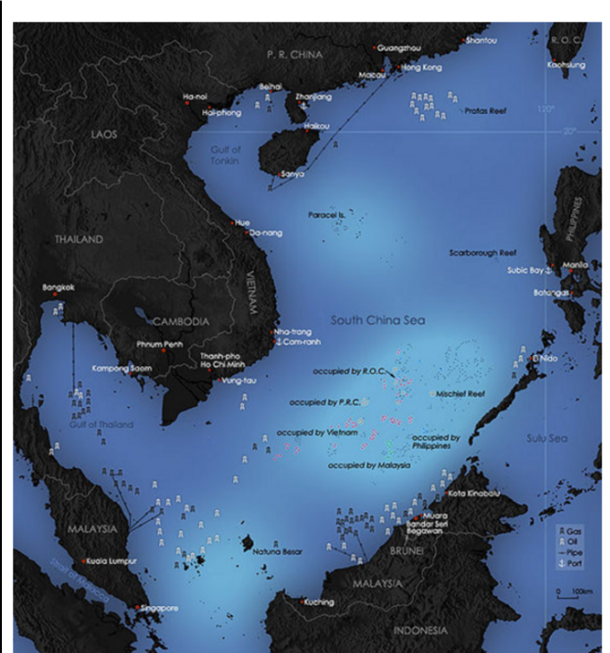 Shantou
Guangzhou
R. O. C.
P. R. CHINA
Kaohsiung
Hong Kong
Macau
Beihai
Ha-noi
Zhanjiang
Hai-phong
Pratas Reef
110°
20°
Haikou
LAOS
Gulf of
Tonkin
Sanya
Paracel Is.
PHILIPPINES
Hue
Da-nang
THAILAND
Scarborough Reef
Manila
Subic Bay
Bangkok
VIETNAM
Batangas
CAMBODIA
South China Sea
Nha-trang
Cam-ranh
Phnum Penh
Thanh-pho
Ho Chi Minh
El Nido
Kampong Saom
occupied by R.O.C.
Vung-tau
Mischief Reef
occupied by P.R.C.
Gulf of Thailand
occupied by Vietnam
occupied by
Philippines
Sulu Sea
occupied by Malaysia
Kota Kinabalu
Muara
Bandar Seri
Begawan
MALAYSIA
Gas
Oil
Pipe
Port
Natuna Besar
BRUNEI
Kuala Lumpur
MALAYSIA
0 100km
Strait of Malacca
Singapore
Kuching
INDONESIA